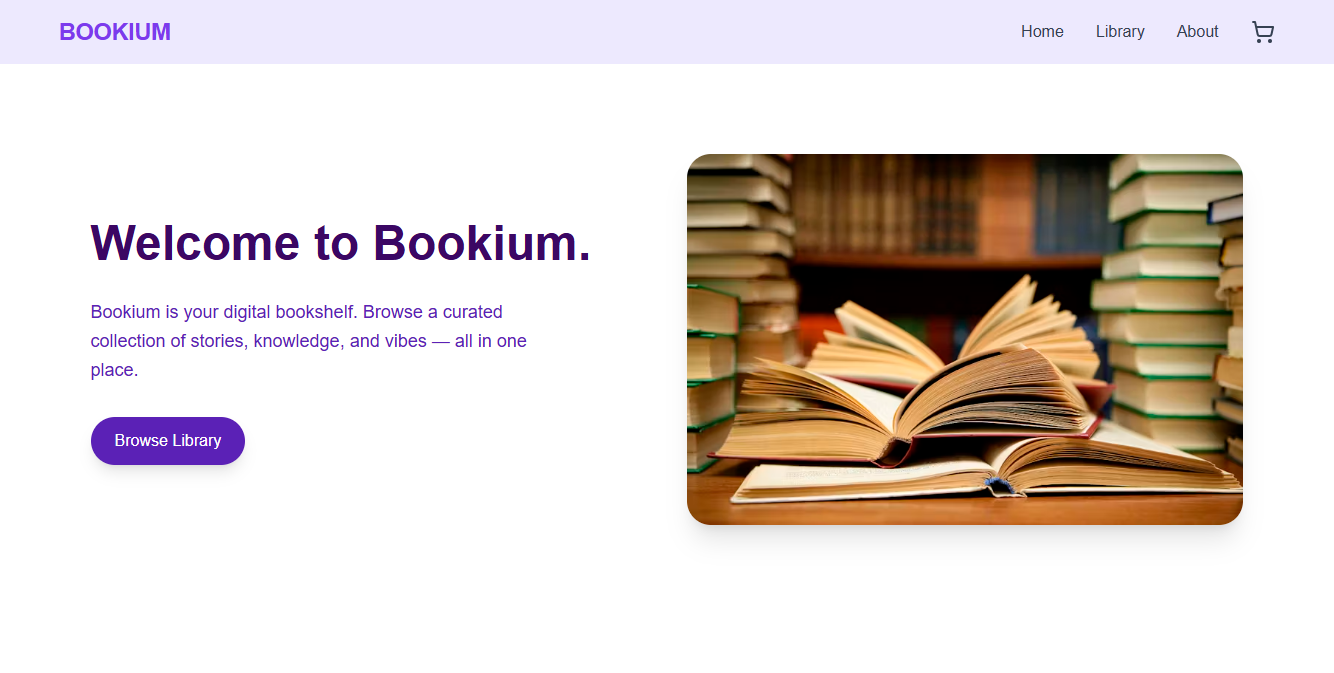 BOOKIUM
Home
Library
About
Welcome to Bookium.
Bookium is your digital bookshelf. Browse a curated
collection of stories, knowledge, and vibes — all in one
place.
Browse Library